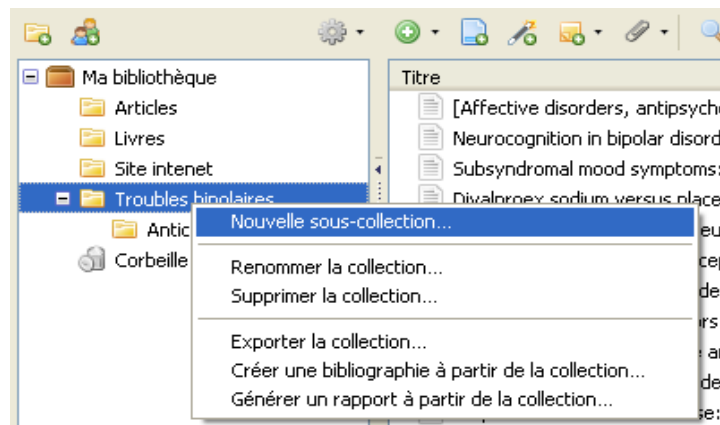 Ma bibliothèque
Articles
Livres
Site intenet
Troubles bipolaires
Antic
Corbeille
Titre
[Affective disorders, antipsych
Neurocognition in bipolar disord
Subsyndromal mood symptoms:
Divalproex sodium versus place
Nouvelle sous-collection...
Renommer la collection...
Supprimer la collection...
Exporter la collection...
Créer une bibliographie à partir de la collection...
Générer un rapport à partir de la collection...